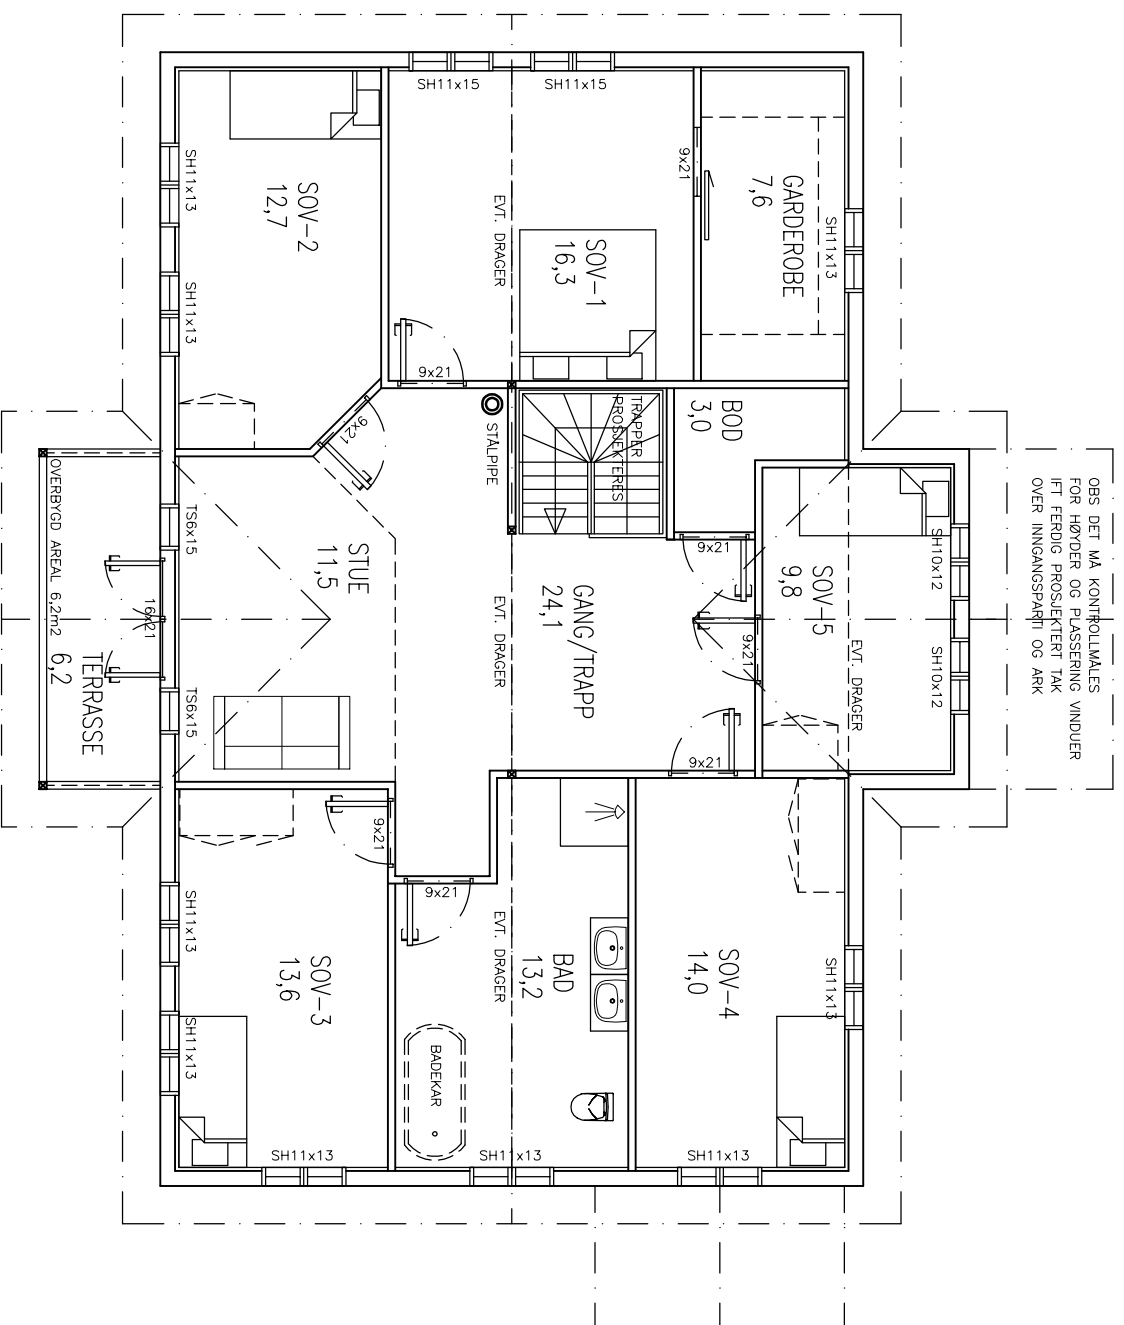 OBS DET MÅ KONTROLLMÅLES
FOR HØYDER OG PLASSERING VINDUER
IFT FERDIG PROSJEKTERT TAK
OVER INNGANGSPARTI OG ARK
SH11x15
SH11x15
9x21
GARDEROBE
7,6
SH11x13
SH11x13
SOV-2
12,7
SH11x13
EVT. DRAGER
SOV-1
16,3
9x21
9x21
STÅLPIPE
TRAPPER
PROSJEKTERES
BOD
3,0
OVERBYGD AREAL 6,2m2
TS6x15
STUE
11,5
16x21
TERRASSE
6,2
TS6x15
EVT. DRAGER
GANG/TRAPP
24,1
9x21
9x21
9x21
SOV-5
9,8
SH10x12
SH10x12
EVT. DRAGER
9x21
9x21
SH11x13
SOV-3
13,6
SH11x13
EVT. DRAGER
BAD
13,2
BADEKAR
SOV-4
14,0
SH11x13
SH11x13
SH11x13
SH11x13